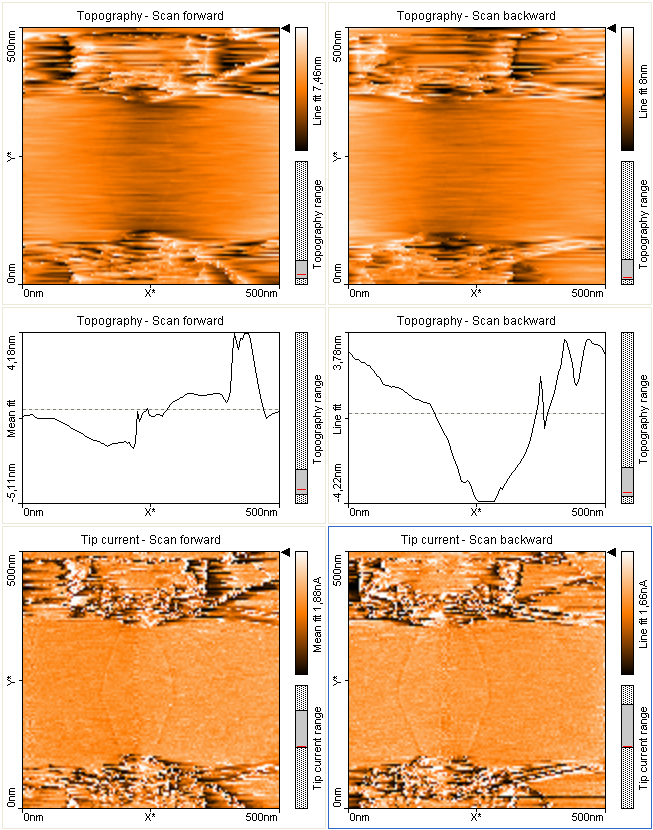 Topography - Scan forward
500nm
Y*
0nm
0nm X* 500nm
Line fit 7,46nm
Topography range
Topography - Scan backward
500nm
Y*
0nm
0nm X* 500nm
Line fit 8nm
Topography range
Topography - Scan forward
4,18nm
Mean fit
-5,11nm
0nm X* 500nm
Topography range
Topography - Scan backward
3,78nm
Line fit
-4,22nm
0nm X* 500nm
Topography range
Tip current - Scan forward
500nm
Y*
0nm
0nm X* 500nm
Mean fit 1,88nA
Tip current range
Tip current - Scan backward
500nm
Y*
0nm
0nm X* 500nm
Line fit 1,66nA
Tip current range